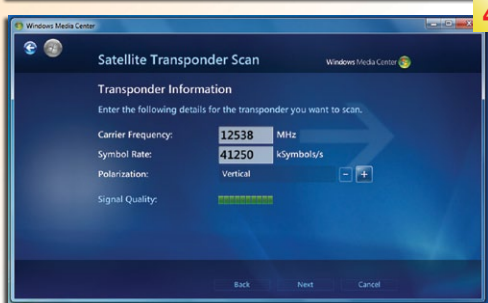 Windows Media Center
Satellite Transponder Scan
Windows Media Center
Transponder Information
Enter the following details for the transponder you want to scan.
Carrier Frequency: 12538 MHz
Symbol Rate: 41250 kSymbols/s
Polarization: Vertical - +
Signal Quality:
Back Next Cancel